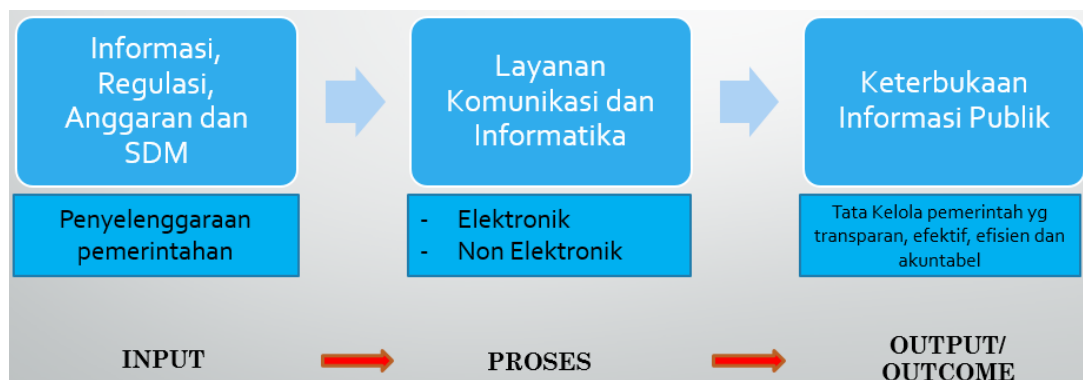 Informasi,
Regulasi,
Anggaran dan
SDM
Penyelenggaraan
pemerintahan
Layanan
Komunikasi dan
Informatika
- Elektronik
- Non Elektronik
Keterbukaan
Informasi Publik
Tata Kelola pemerintah yg
transparan, efektif, efisien dan
akuntabel
INPUT
PROSES
OUTPUT/
OUTCOME